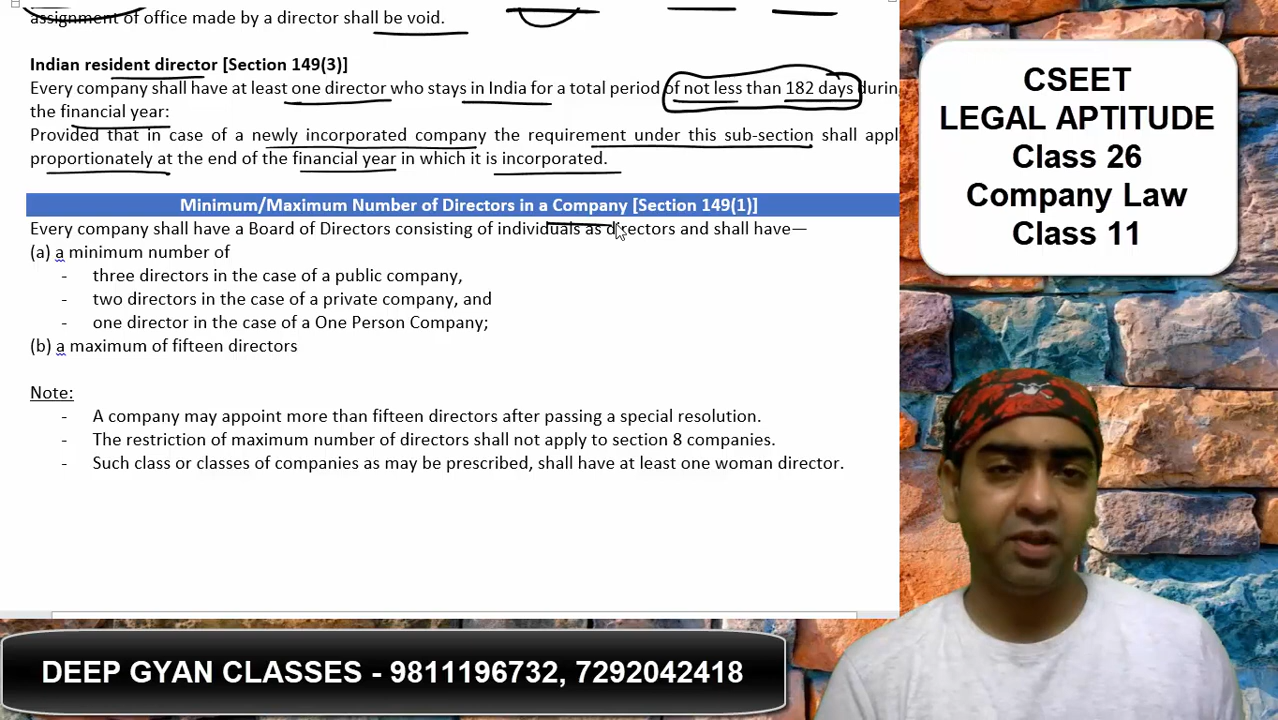 assignment of office made by a director shall be void.
Indian resident director [Section 149(3)]
Every company shall have at least one director who stays in India for a total period of not less than 182 days durin
the financial year:
Provided that in case of a newly incorporated company the requirement under this sub-section shall appl
proportionately at the end of the financial year in which it is incorporated.
Minimum/Maximum Number of Directors in a Company [Section 149(1)]
Every company shall have a Board of Directors consisting of individuals as directors and shall have—
(a) a minimum number of
- three directors in the case of a public company,
- two directors in the case of a private company, and
- one director in the case of a One Person Company;
(b) a maximum of fifteen directors
Note:
- A company may appoint more than fifteen directors after passing a special resolution.
- The restriction of maximum number of directors shall not apply to section 8 companies.
- Such class or classes of companies as may be prescribed, shall have at least one woman director.
CSEET
LEGAL APTITUDE
Class 26
Company Law
Class 11
DEEP GYAN CLASSES - 9811196732, 7292042418